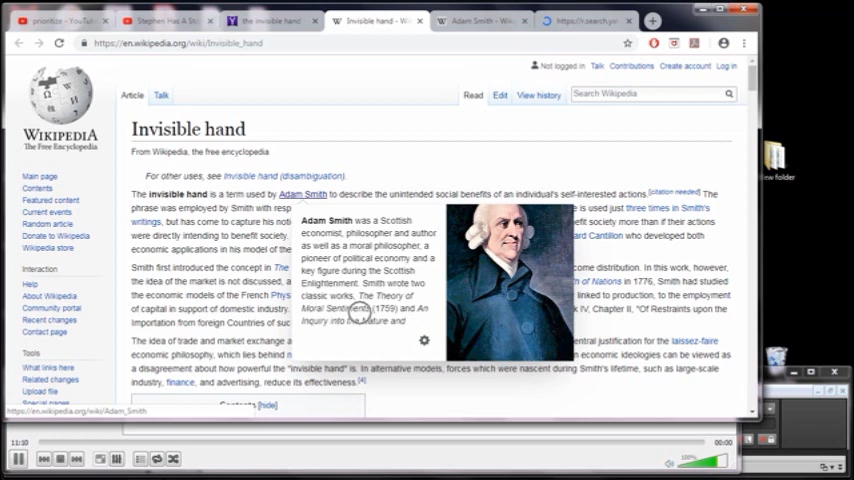 prioritize - YouTu
Stephen Has A St
the invisible hand
Invisible hand - Wi
Adam Smith - Wiki
https://r.search.ya
https://en.wikipedia.org/wiki/Invisible_hand
Not logged in Talk Contributions Create account Log in
Article Talk Read Edit View history Search Wikipedia
WIKIPEDIA
The Free Encyclopedia
Main page
Contents
Featured content
Current events
Random article
Donate to Wikipedia
Wikipedia store
Interaction
Help
About Wikipedia
Community portal
Recent changes
Contact page
Tools
What links here
Related changes
Upload file
Special pages
Invisible hand
From Wikipedia, the free encyclopedia
For other uses, see Invisible hand (disambiguation).
The invisible hand is a term used by Adam Smith to describe the unintended social benefits of an individual's self-interested actions.[citation needed] The
phrase was employed by Smith with resp
is used just three times in Smith's
writings, but has come to capture his noti
benefit society more if their actions
were directly intending to benefit society.
ard Cantillon who developed both
economic applications in his model of the
Smith first introduced the concept in The
come distribution. In this work, however,
the idea of the market is not discussed, a
of Nations in 1776, Smith had studied
the economic models of the French Phys
linked to production, to the employment
of capital in support of domestic industry.
IV, Chapter II, "Of Restraints upon the
Importation from foreign Countries of suc
The idea of trade and market exchange a
entral justification for the laissez-faire
economic philosophy, which lies behind n
en economic ideologies can be viewed as
a disagreement about how powerful the "invisible hand" is. In alternative models, forces which were nascent during Smith's lifetime, such as large-scale
industry, finance, and advertising, reduce its effectiveness.[4]
Contents [hide]
Adam Smith was a Scottish
economist, philosopher and author
as well as a moral philosopher, a
pioneer of political economy and a
key figure during the Scottish
Enlightenment. Smith wrote two
classic works, The Theory of
Moral Sentiments (1759) and An
Inquiry into the Nature and
https://en.wikipedia.org/wiki/Adam_Smith
11:10
00:00
100%
New folder